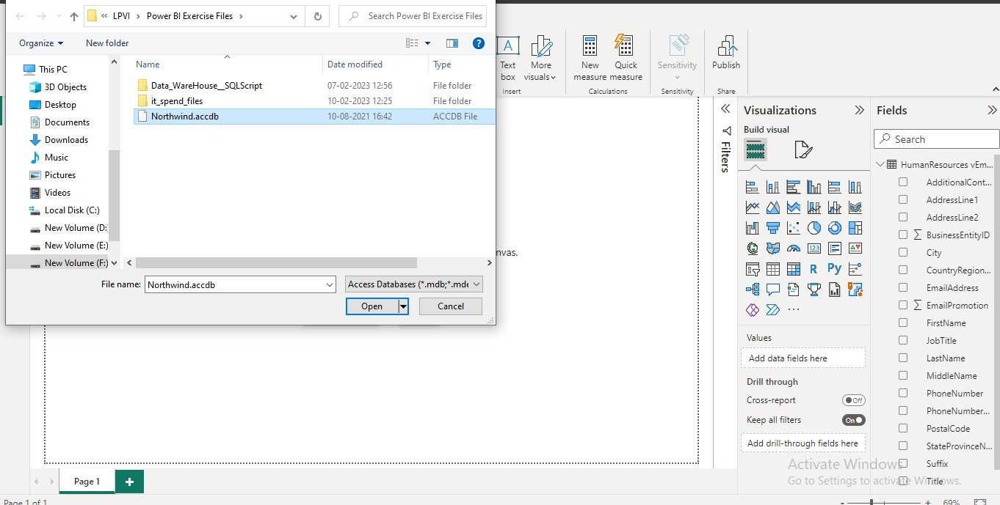 « LPVI › Power BI Exercise Files ›
Search Power BI Exercise Files
Organize
New folder
This PC
3D Objects
Desktop
Documents
Downloads
Music
Pictures
Videos
Local Disk (C:)
New Volume (D:
New Volume (E:)
New Volume (F:)
Name Date modified Type
Data_WareHouse__SQLScript 07-02-2023 12:56 File folder
it_spend_files 10-02-2023 12:25 File folder
Northwind.accdb 10-08-2021 16:42 ACCDB File
File name: Northwind.accdb
Access Databases (*.mdb;*.mde
Open
Cancel
Text box
More visuals
Insert
New measure
Quick measure
Calculations
Sensitivity
Sensitivity
Publish
Share
nvas.
Filters
Visualizations
Build visual
123
R
Py
...
Values
Add data fields here
Drill through
Cross-report Off
Keep all filters On
Add drill-through fields here
Fields
Search
HumanResources vEm...
AdditionalCont...
AddressLine1
AddressLine2
BusinessEntityID
City
CountryRegion...
EmailAddress
EmailPromotion
FirstName
JobTitle
LastName
MiddleName
PhoneNumber
PhoneNumber...
PostalCode
StateProvinceN...
Suffix
Title
Activate Windows
Go to Settings to activate Windows.
Page 1
Page 1 of 1
69%